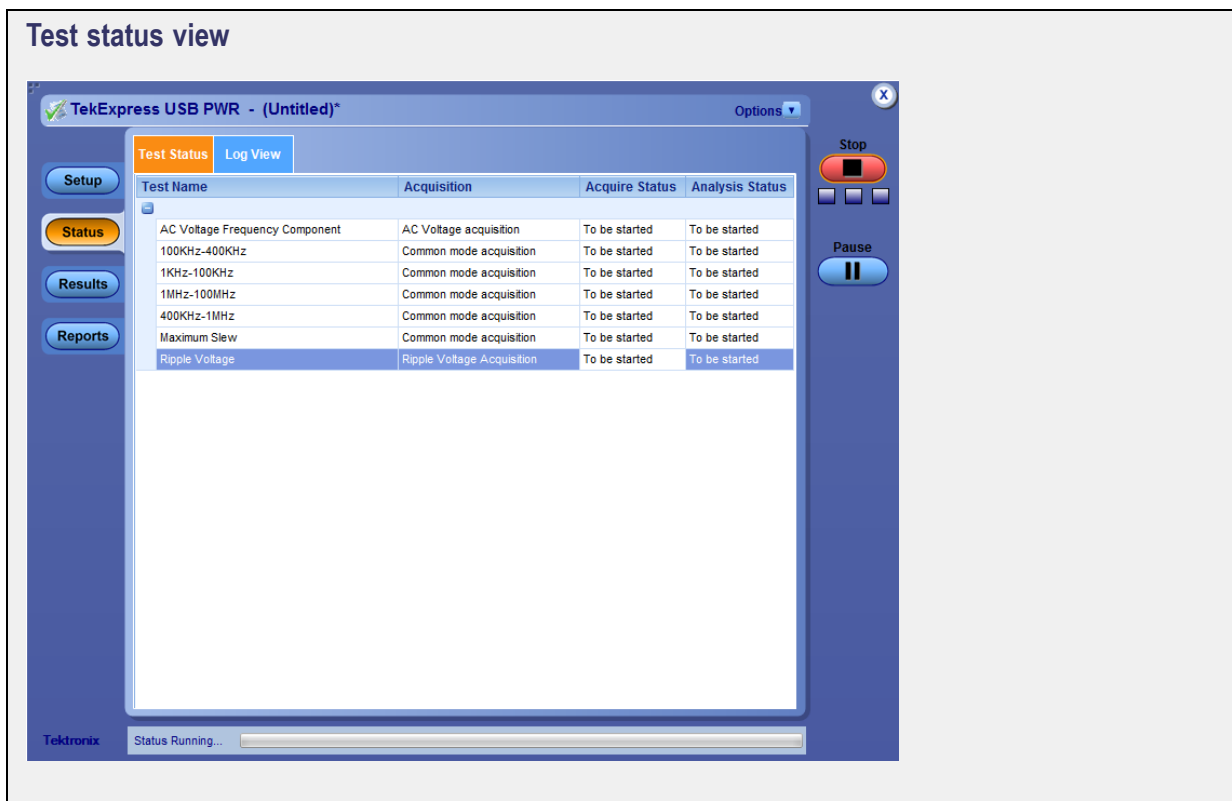 Test status view
TekExpress USB PWR - (Untitled)*
Options
X
Stop
Test Status Log View
Setup
Test Name Acquisition Acquire Status Analysis Status
Status
AC Voltage Frequency Component AC Voltage acquisition To be started To be started
100KHz-400KHz Common mode acquisition To be started To be started
Pause
1KHz-100KHz Common mode acquisition To be started To be started
Results
1MHz-100MHz Common mode acquisition To be started To be started
400KHz-1MHz Common mode acquisition To be started To be started
Reports
Maximum Slew Common mode acquisition To be started To be started
Ripple Voltage Ripple Voltage Acquisition To be started To be started
Tektronix
Status Running...